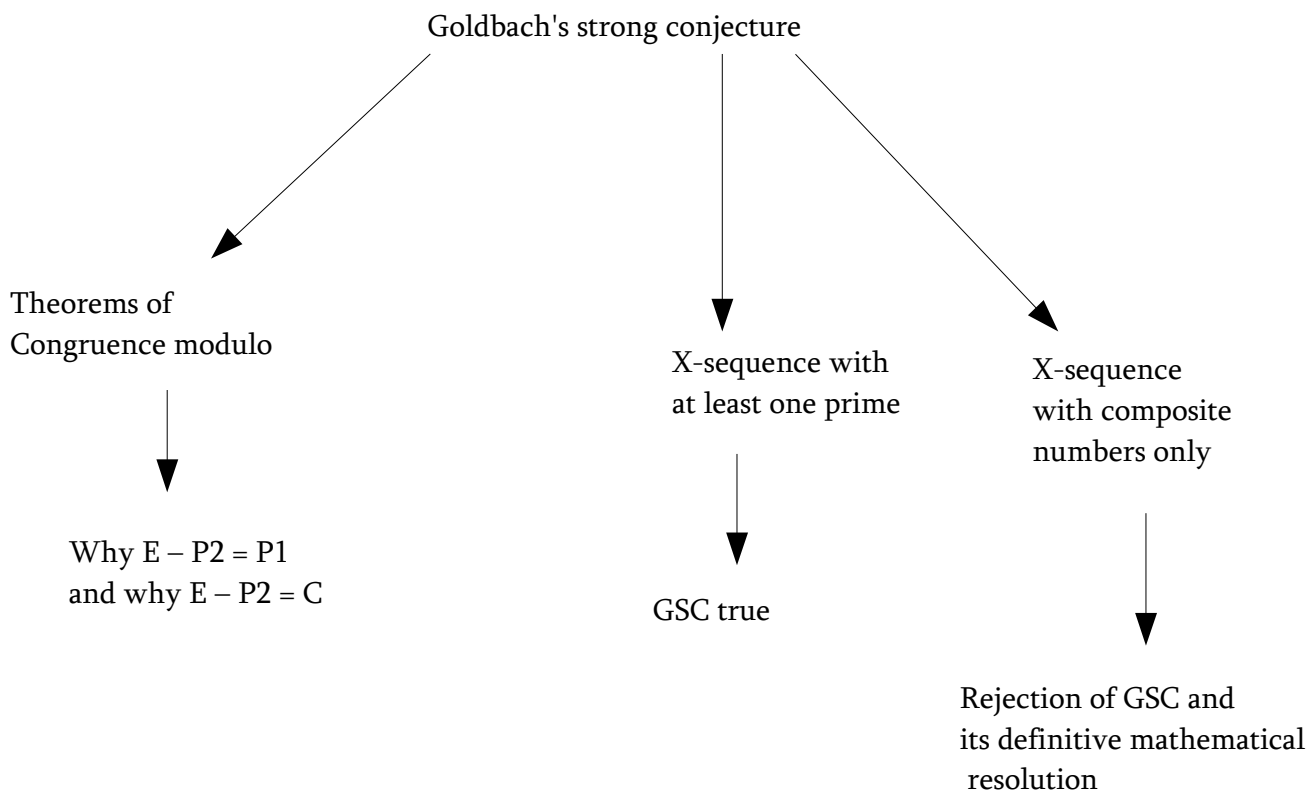 Goldbach's strong conjecture
Theorems of
Congruence modulo
Why E – P2 = P1
and why E – P2 = C
X-sequence with
at least one prime
GSC true
X-sequence
with composite
numbers only
Rejection of GSC and
its definitive mathematical
resolution